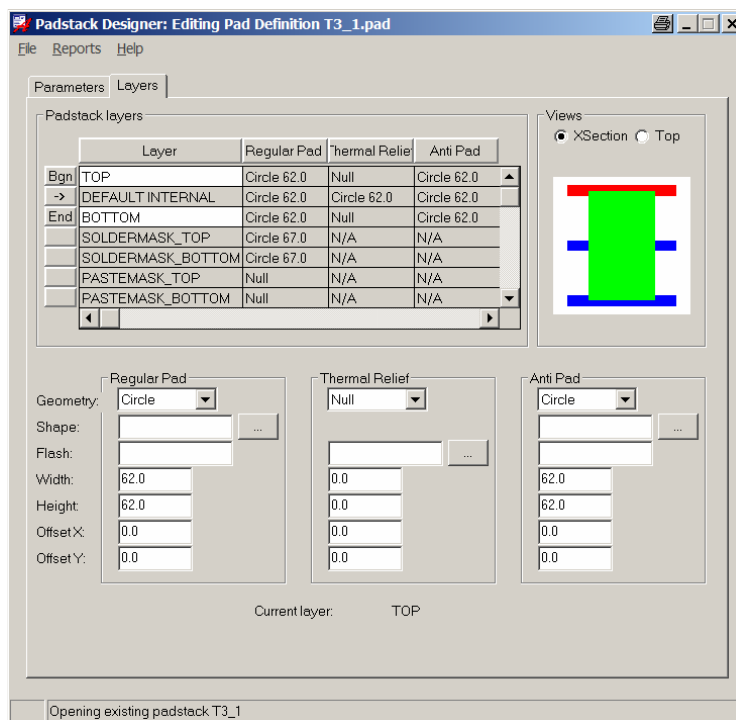 Padstack Designer: Editing Pad Definition T3_1.pad
File Reports Help
Parameters Layers
Padstack layers
Layer Regular Pad Thermal Relief Anti Pad
Bgn TOP Circle 62.0 Null Circle 62.0
-> DEFAULT INTERNAL Circle 62.0 Circle 62.0 Circle 62.0
End BOTTOM Circle 62.0 Null Circle 62.0
SOLDERMASK_TOP Circle 67.0 N/A N/A
SOLDERMASK_BOTTOM Circle 67.0 N/A N/A
PASTEMASK_TOP Null N/A N/A
PASTEMASK_BOTTOM Null N/A N/A
Views
XSection Top
Regular Pad Thermal Relief Anti Pad
Geometry: Circle Null Circle
Shape: ... ...
Flash: ...
Width: 62.0 0.0 62.0
Height: 62.0 0.0 62.0
Offset X: 0.0 0.0 0.0
Offset Y: 0.0 0.0 0.0
Current layer: TOP
Opening existing padstack T3_1